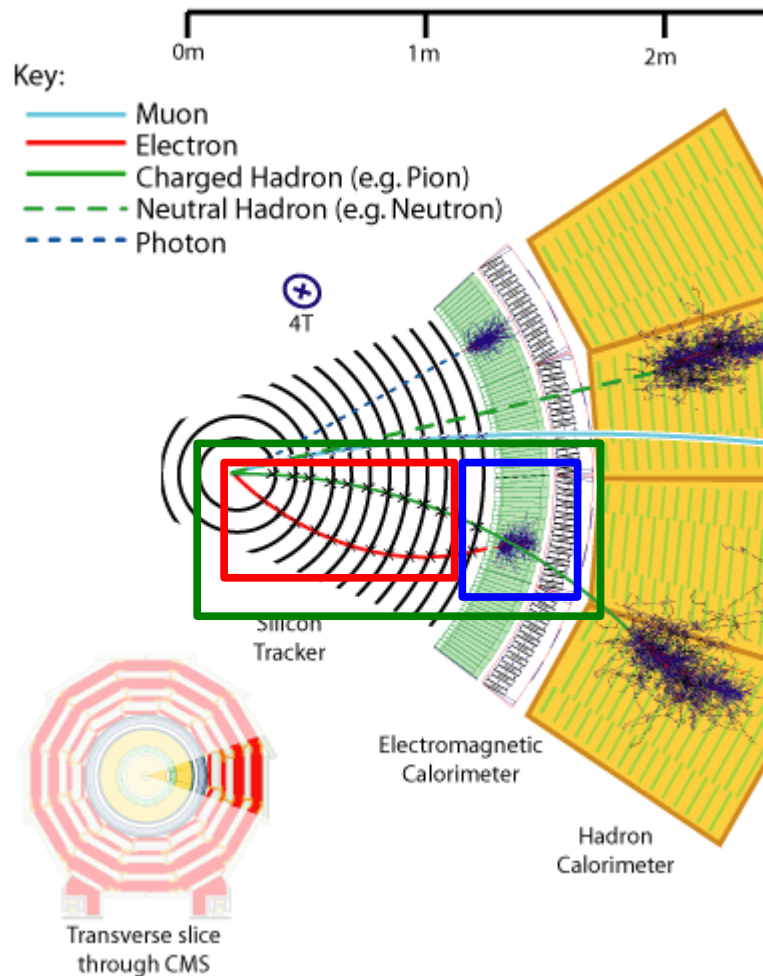 0m 1m 2m
Key:
Muon
Electron
Charged Hadron (e.g. Pion)
Neutral Hadron (e.g. Neutron)
Photon
4T
Silicon
Tracker
Electromagnetic
Calorimeter
Hadron
Calorimeter
Transverse slice
through CMS